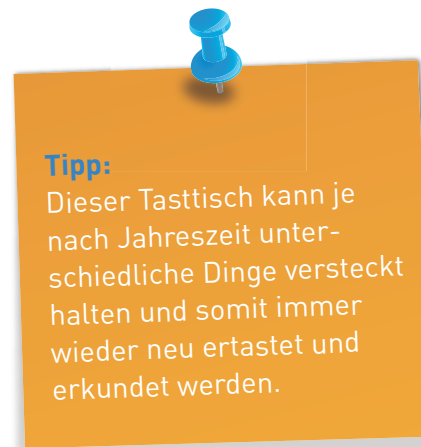 Tipp:
Dieser Tasttisch kann je
nach Jahreszeit unter-
schiedliche Dinge versteckt
halten und somit immer
wieder neu ertastet und
erkundet werden.